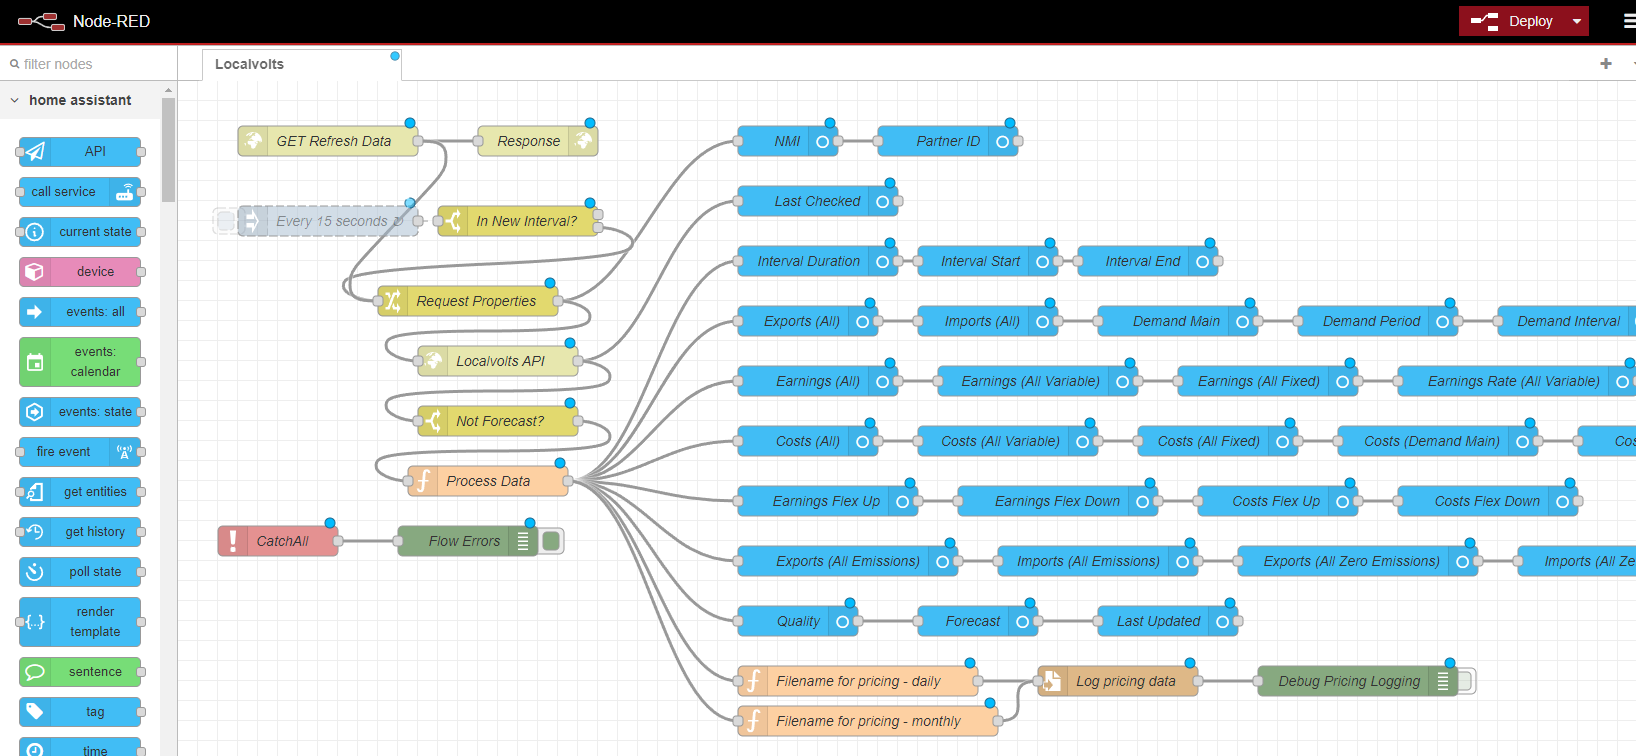 Node-RED
Deploy
filter nodes
Localvolts
home assistant
API
call service
current state
device
events: all
events:
calendar
events: state
fire event
get entities
get history
poll state
render
template
sentence
tag
time
GET Refresh Data
Response
NMI
Partner ID
Every 15 seconds ↻
In New Interval?
Last Checked
Interval Duration
Interval Start
Interval End
Request Properties
Exports (All)
Imports (All)
Demand Main
Demand Period
Demand Interval
Localvolts API
Earnings (All)
Earnings (All Variable)
Earnings (All Fixed)
Earnings Rate (All Variable)
Not Forecast?
Costs (All)
Costs (All Variable)
Costs (All Fixed)
Costs (Demand Main)
Cos
Process Data
Earnings Flex Up
Earnings Flex Down
Costs Flex Up
Costs Flex Down
CatchAll
Flow Errors
Exports (All Emissions)
Imports (All Emissions)
Exports (All Zero Emissions)
Imports (All Ze
Quality
Forecast
Last Updated
Filename for pricing - daily
Log pricing data
Debug Pricing Logging
Filename for pricing - monthly